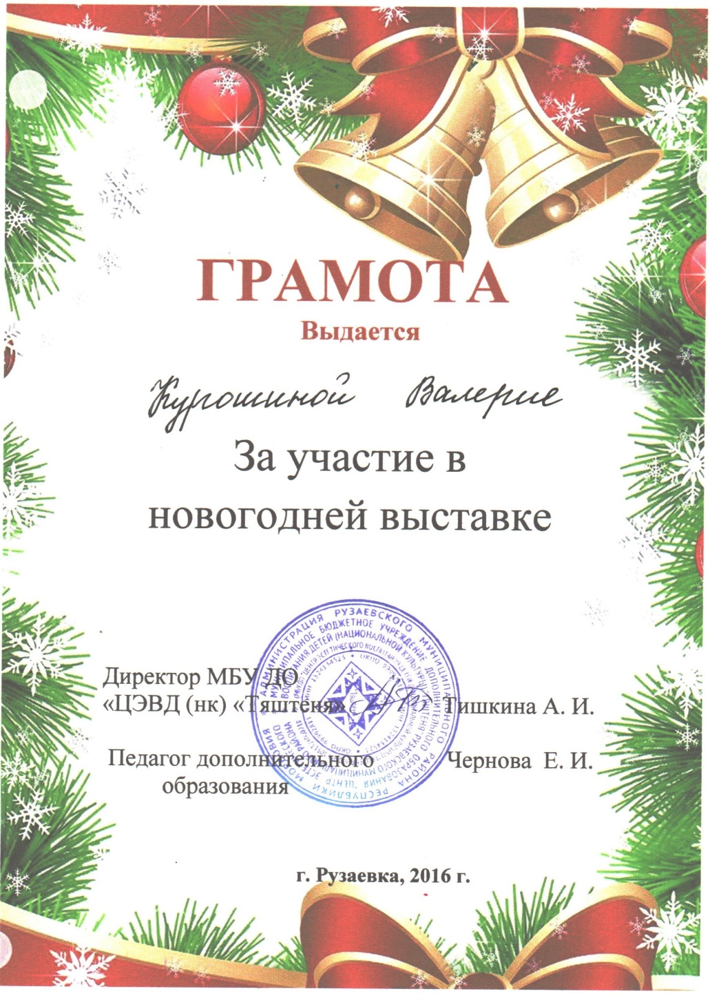 ГРАМОТА
Выдается
Курошиной Валерие
За участие в
новогодней выставке
Директор МБУ ДО
«ЦЭВД (нк) «Тяштеня» Тишкина А. И.
Педагог дополнительного Чернова Е. И.
образования
АДМИНИСТРАЦИЯ РУЗАЕВСКОГО МУНИЦИПАЛЬНОГО РАЙОНА РЕСПУБЛИКИ МОРДОВИЯ
МУНИЦИПАЛЬНОЕ БЮДЖЕТНОЕ УЧРЕЖДЕНИЕ ДОПОЛНИТЕЛЬНОГО ОБРАЗОВАНИЯ "ЦЕНТР ЭСТЕТИЧЕСКОГО
ВОСПИТАНИЯ ДЕТЕЙ (НАЦИОНАЛЬНОЙ КУЛЬТУРЫ)
г. Рузаевка, 2016 г.